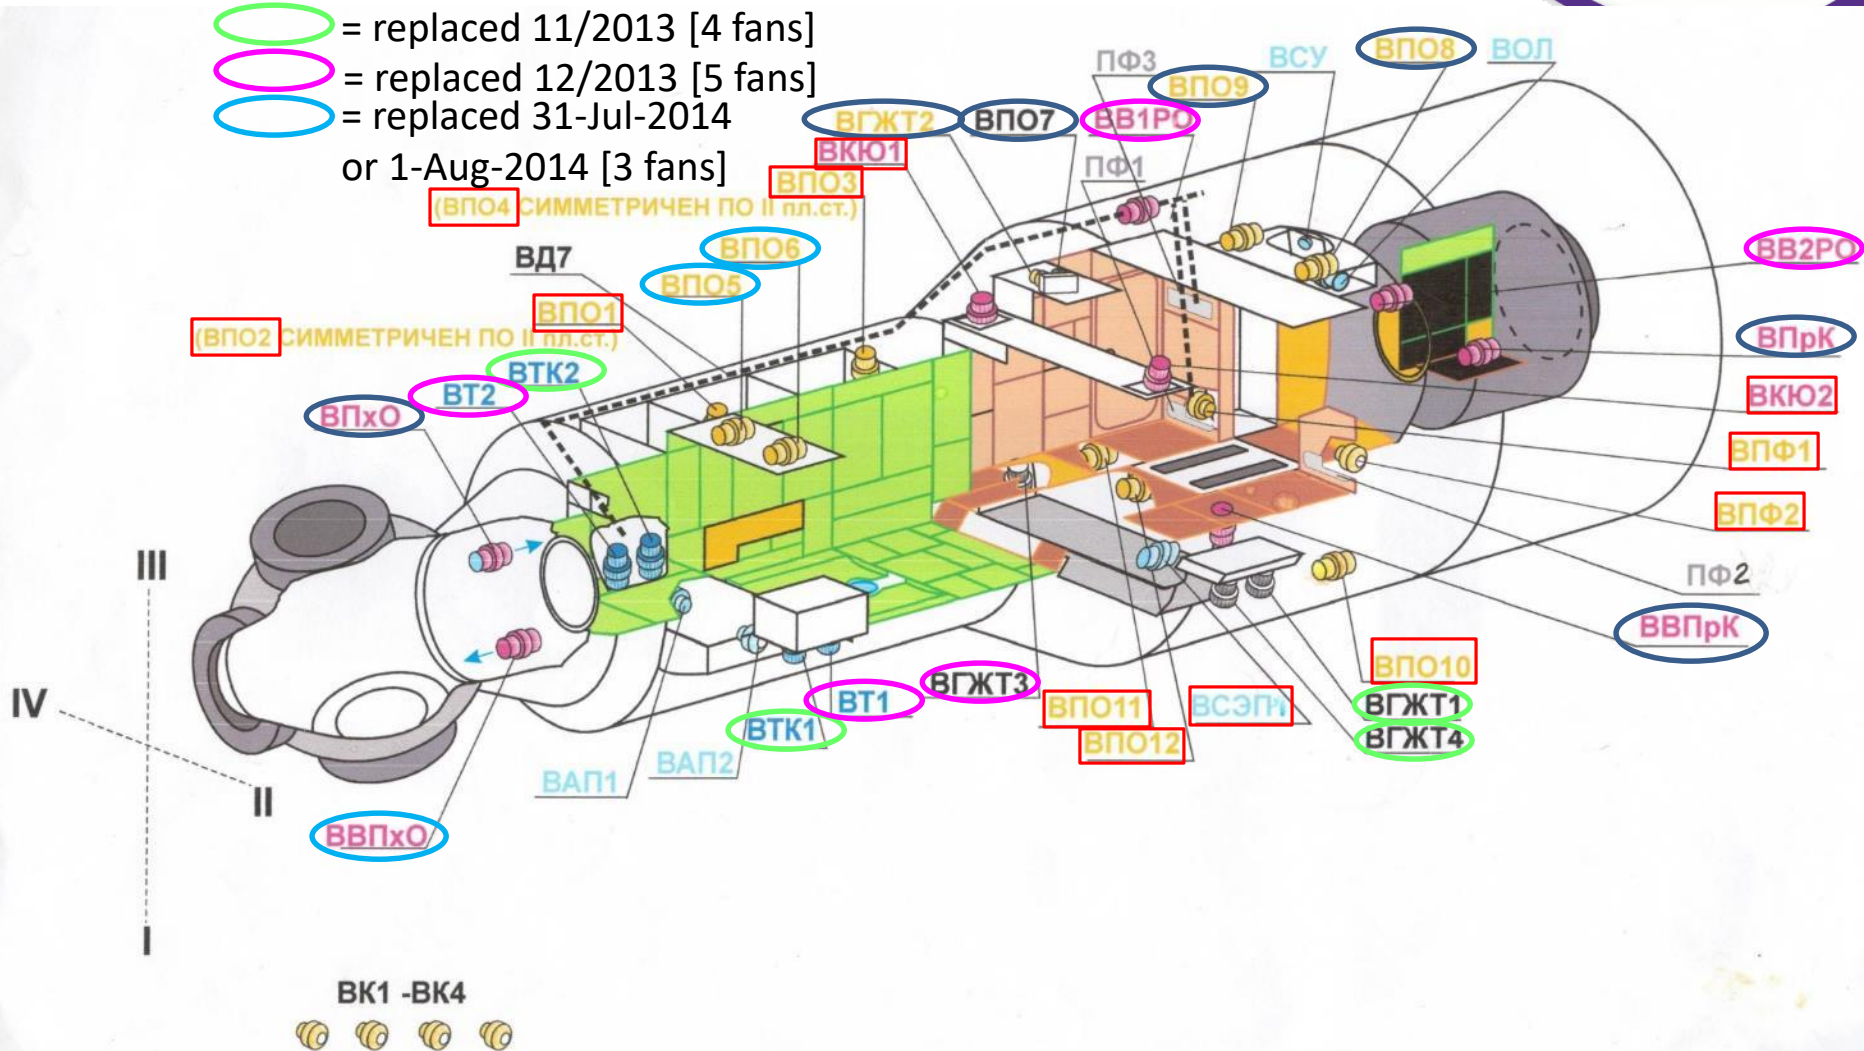 = replaced 11/2013 [4 fans]
= replaced 12/2013 [5 fans]
= replaced 31-Jul-2014
or 1-Aug-2014 [3 fans]
ПФ3
ВСУ
ВПО8
ВОЛ
ВПО9
ВГЖТ2
ВПО7
ВВ1РО
ВКЮ1
ПФ1
ВПО3
(ВПО4 СИММЕТРИЧЕН ПО II пл.ст.)
ВПО6
ВД7
ВПО5
ВВ2РО
ВПО1
(ВПО2 СИММЕТРИЧЕН ПО II пл.ст.)
ВПрК
ВТК2
ВТ2
ВКЮ2
ВПхО
ВПФ1
ВПФ2
III
ПФ2
ВВПрК
ВПО10
ВГЖТ3
IV
ВТ1
ВПО11
ВСЭПЧ
ВГЖТ1
ВТК1
ВПО12
ВГЖТ4
ВАП2
ВАП1
II
ВВПхО
I
ВК1 -ВК4